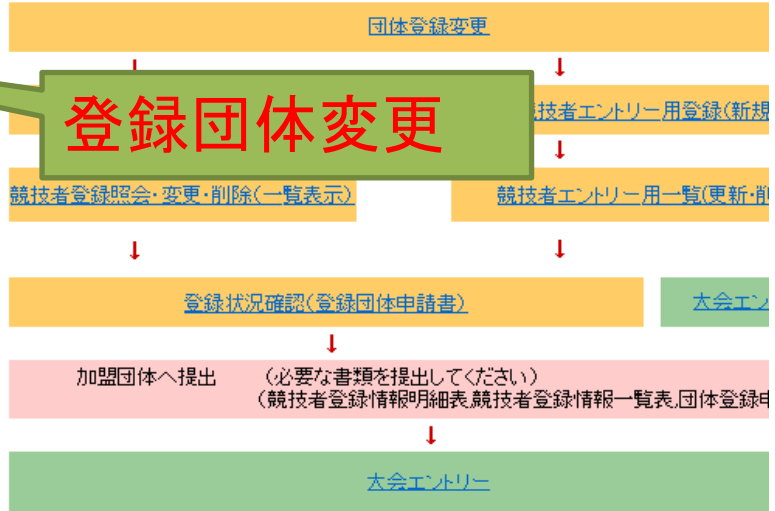 団体登録変更
↓
登録団体変更
技者エントリー用登録(新規
↓
競技者登録照会・変更・削除(一覧表示)
競技者エントリー用一覧(更新・削
↓ ↓
登録状況確認(登録団体申請書)
大会エン
↓
加盟団体へ提出 (必要な書類を提出してください)
(競技者登録情報明細表,競技者登録情報一覧表,団体登録申
↓
大会エントリー